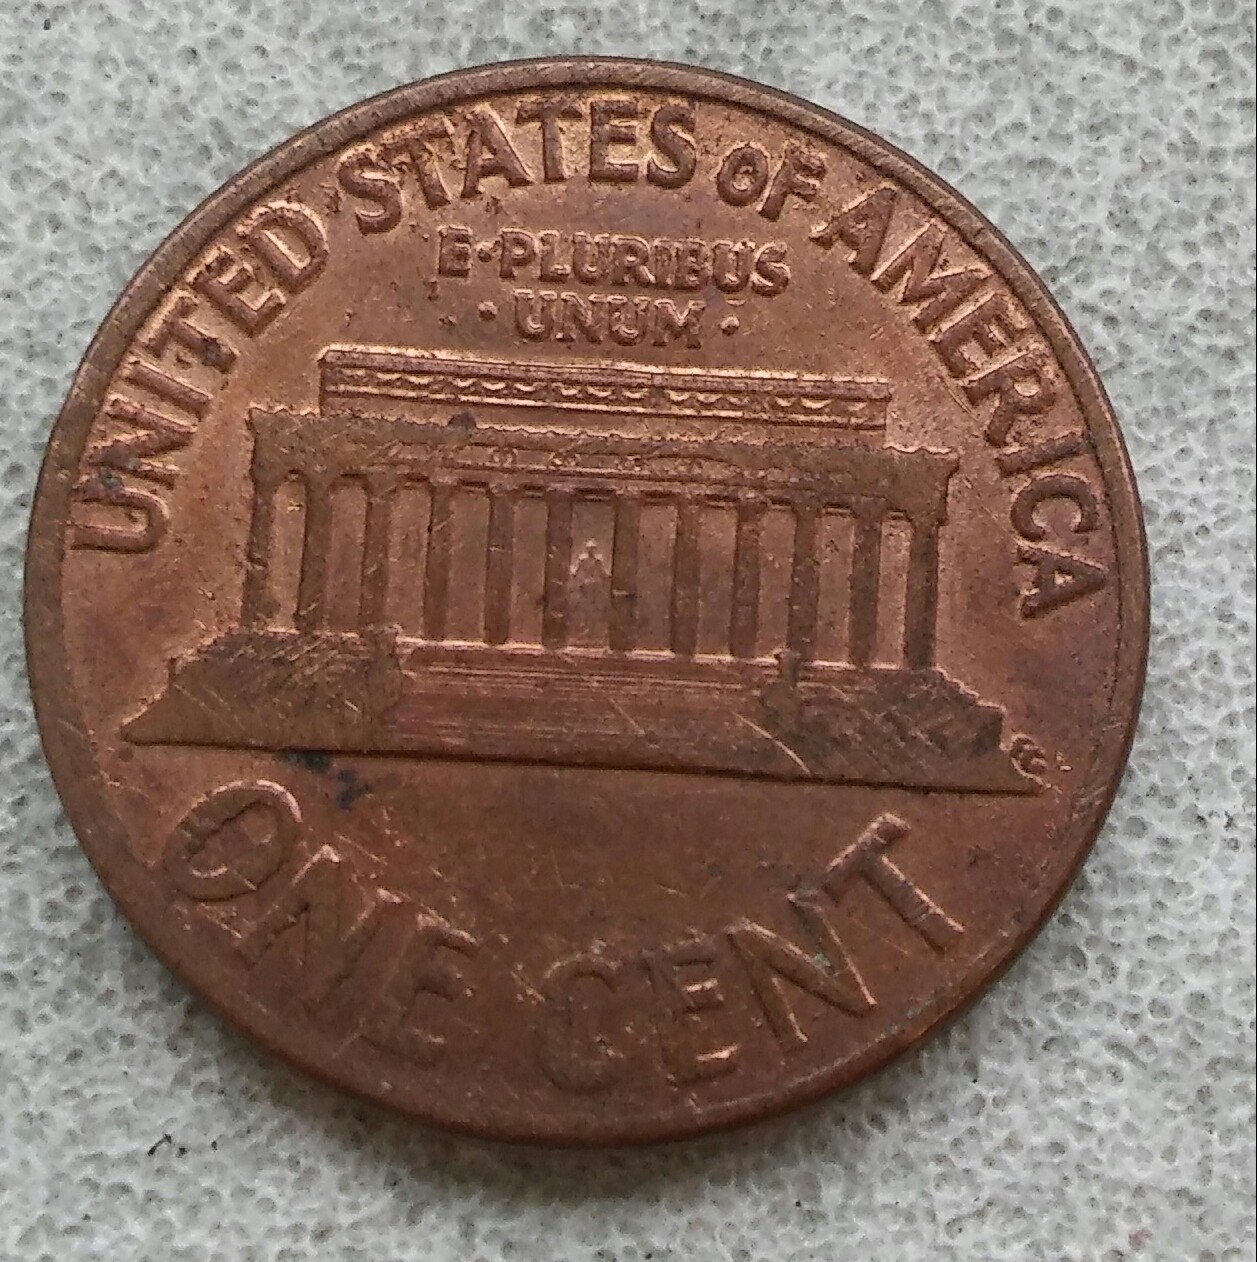 UNITED STATES OF AMERICA
E·PLURIBUS
·UNUM·
ONE CENT